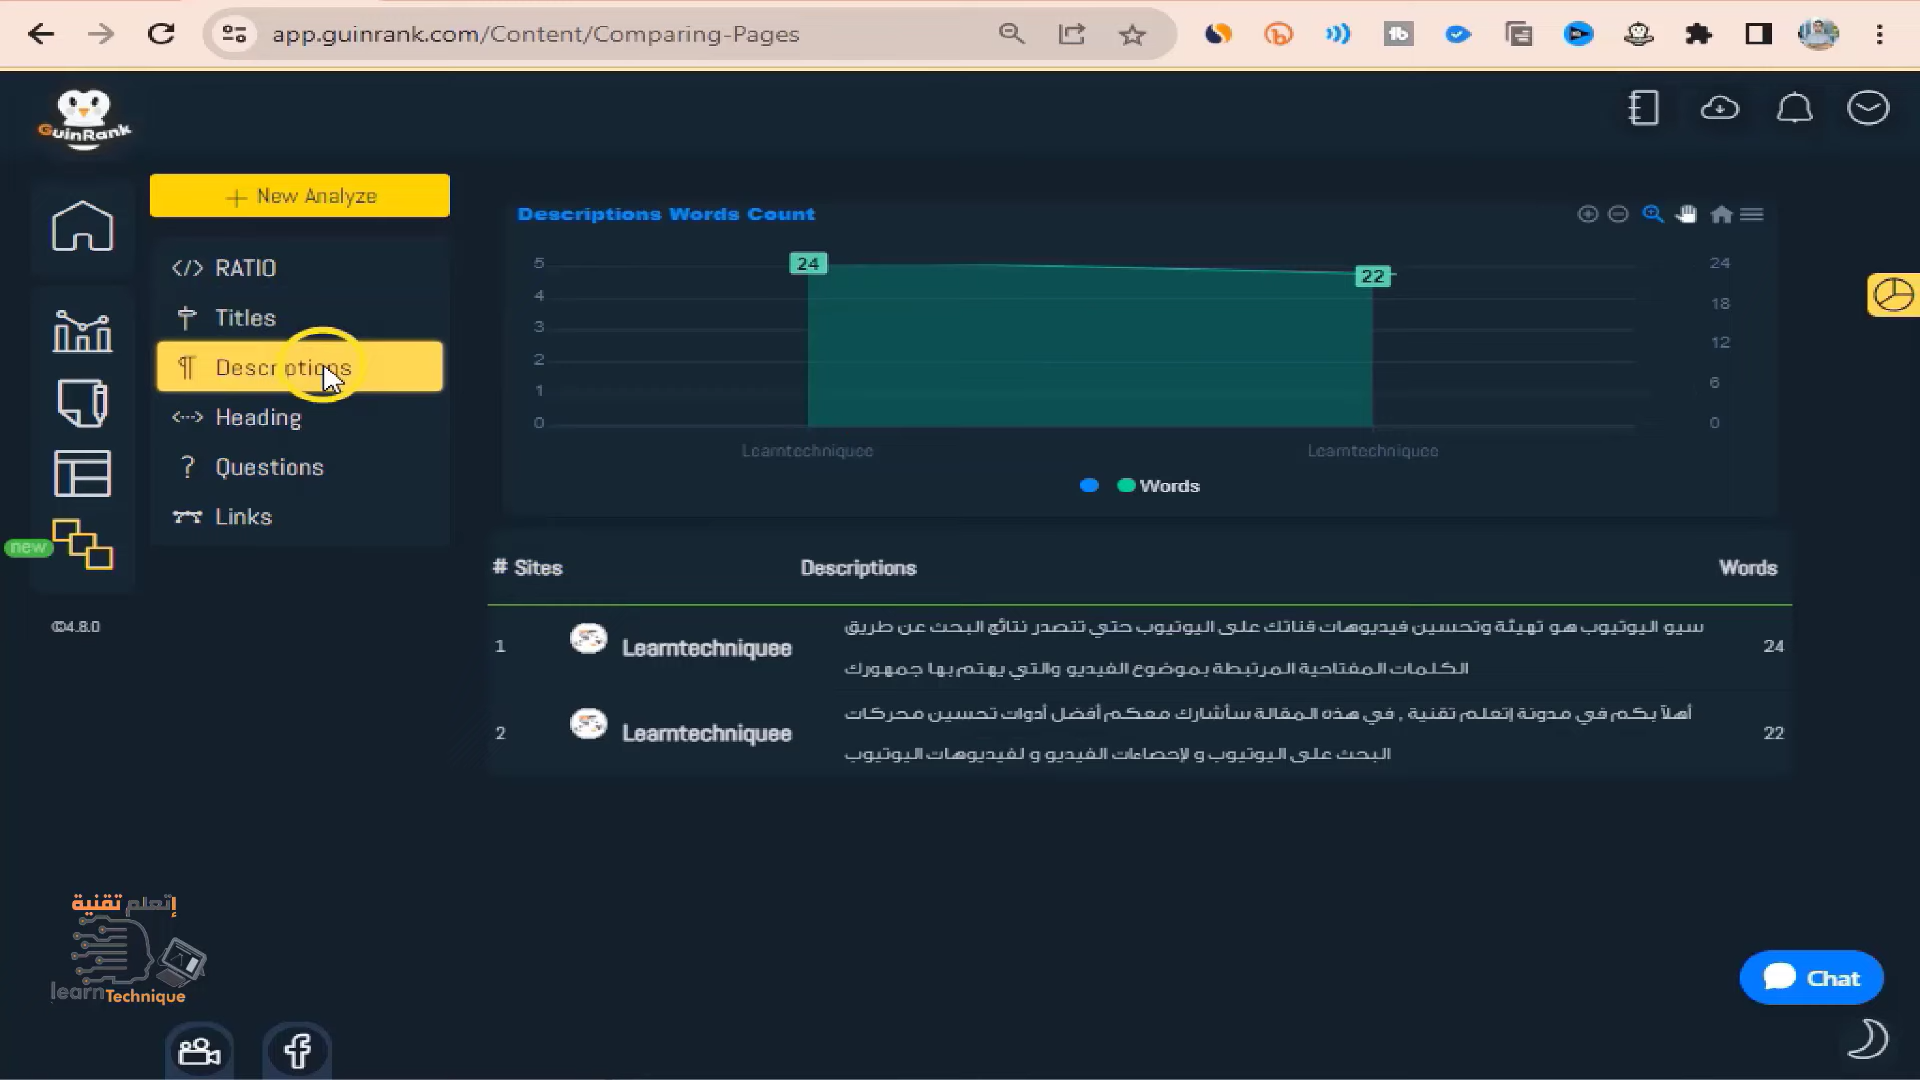 app.guinrank.com/Content/Comparing-Pages
GuinRank
+ New Analyze
RATIO
Titles
Descriptions
Heading
Questions
Links
new
©4.8.0
Descriptions Words Count
24
22
5
4
3
2
1
0
24
18
12
6
0
Learntechniquee
Learntechniquee
Words
# Sites Descriptions Words
1 Learntechniquee
سيو اليوتيوب هو تهيئة وتحسين فيديوهات قناتك على اليوتيوب حتي تتصدر نتائج البحث عن طريق
الكلمات المفتاحية المرتبطة بموضوع الفيديو والتي يهتم بها جمهورك
24
2 Learntechniquee
أهلاً بكم في مدونة إتعلم تقنية , في هذه المقالة سأشارك معكم أفضل أدوات تحسين محركات
البحث على اليوتيوب و لإحصاءات الفيديو و لفيديوهات اليوتيوب
22
إتعلم تقنية
learnTechnique
Chat